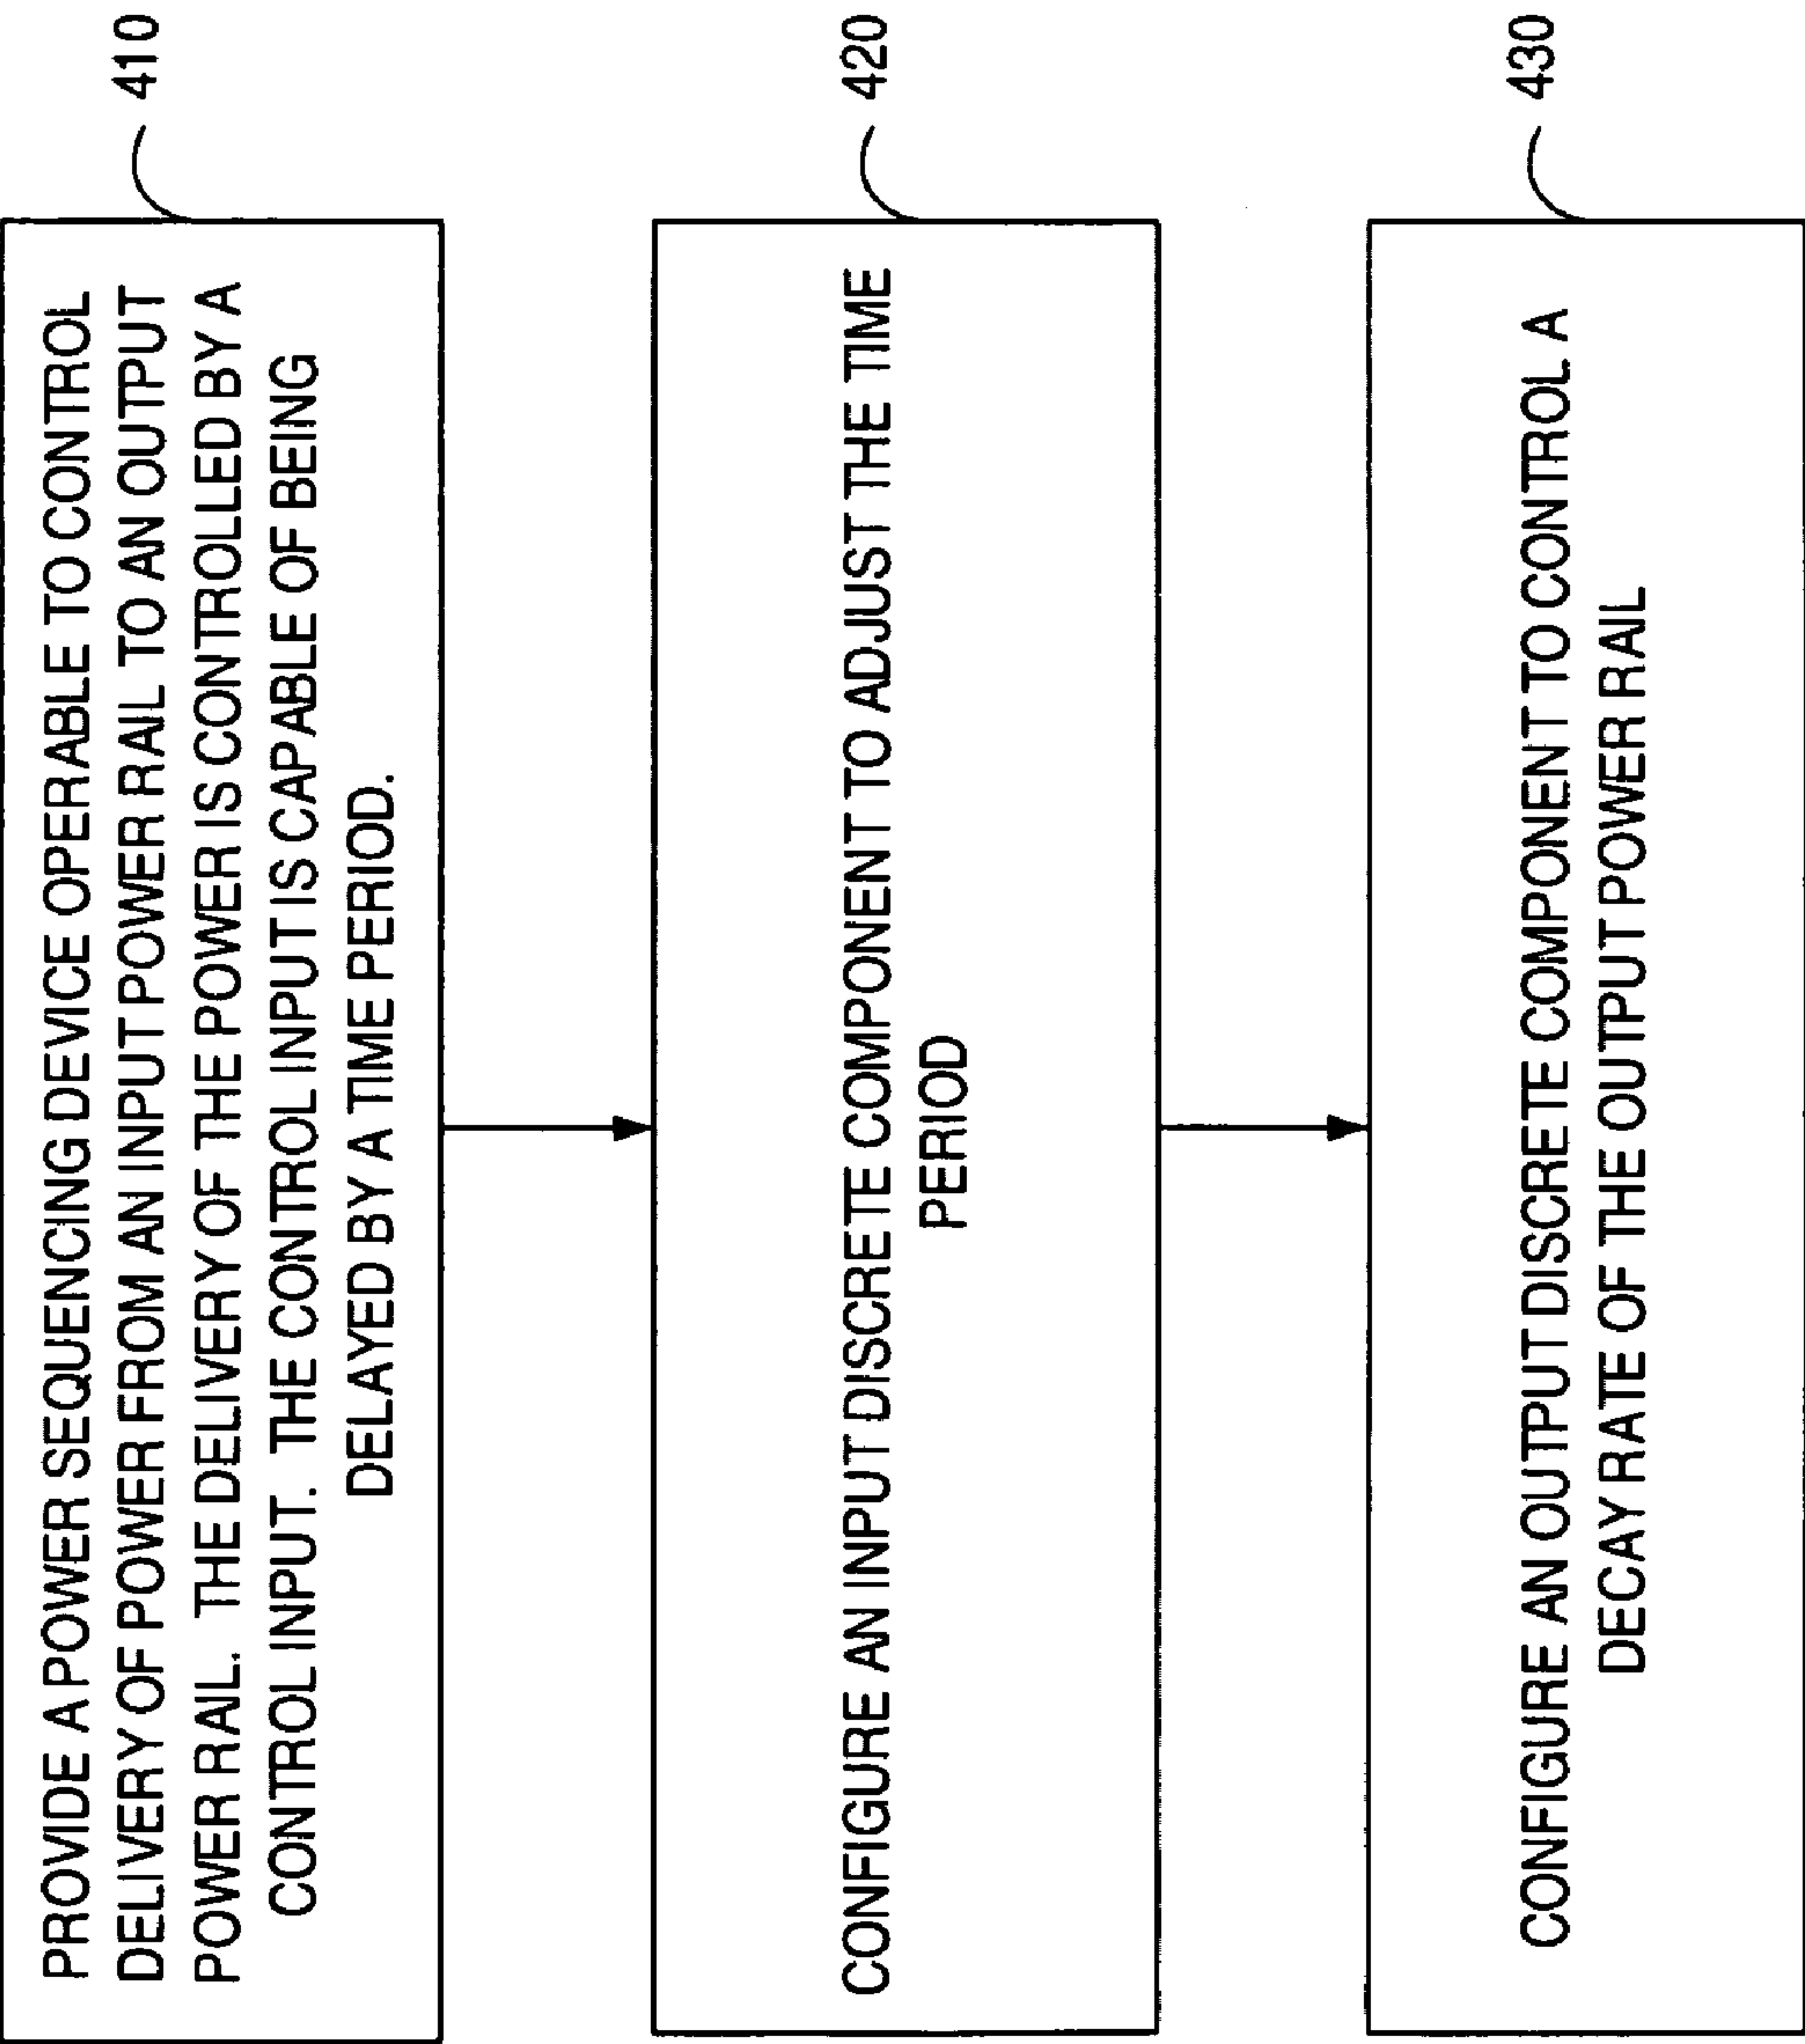 PROVIDE A POWER SEQUENCING DEVICE OPERABLE TO CONTROL
DELIVERY OF POWER FROM AN INPUT POWER RAIL TO AN OUTPUT
POWER RAIL. THE DELIVERY OF THE POWER IS CONTROLLED BY A
CONTROL INPUT. THE CONTROL INPUT IS CAPABLE OF BEING
DELAYED BY A TIME PERIOD.
410
CONFIGURE AN INPUT DISCRETE COMPONENT TO ADJUST THE TIME
PERIOD
420
CONFIGURE AN OUTPUT DISCRETE COMPONENT TO CONTROL A
DECAY RATE OF THE OUTPUT POWER RAIL
430